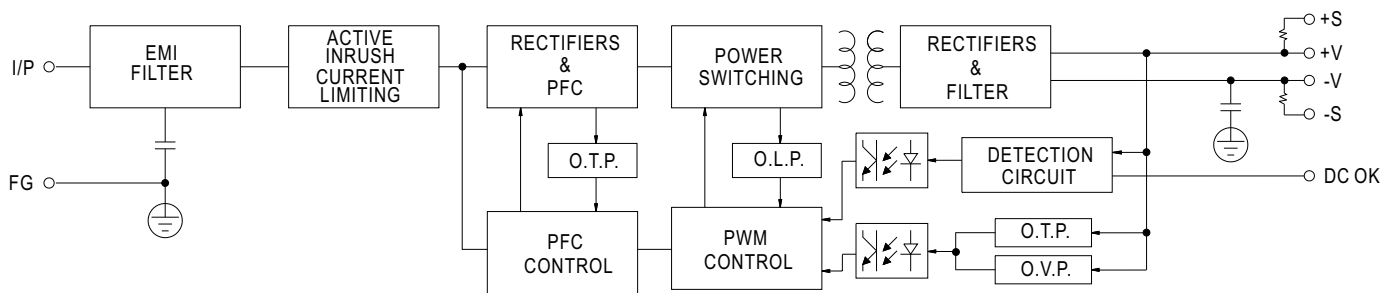 I/P
EMI
FILTER
ACTIVE
INRUSH
CURRENT
LIMITING
RECTIFIERS
&
PFC
POWER
SWITCHING
RECTIFIERS
&
FILTER
+S
+V
-V
-S
FG
O.T.P.
O.L.P.
DETECTION
CIRCUIT
DC OK
PFC
CONTROL
PWM
CONTROL
O.T.P.
O.V.P.